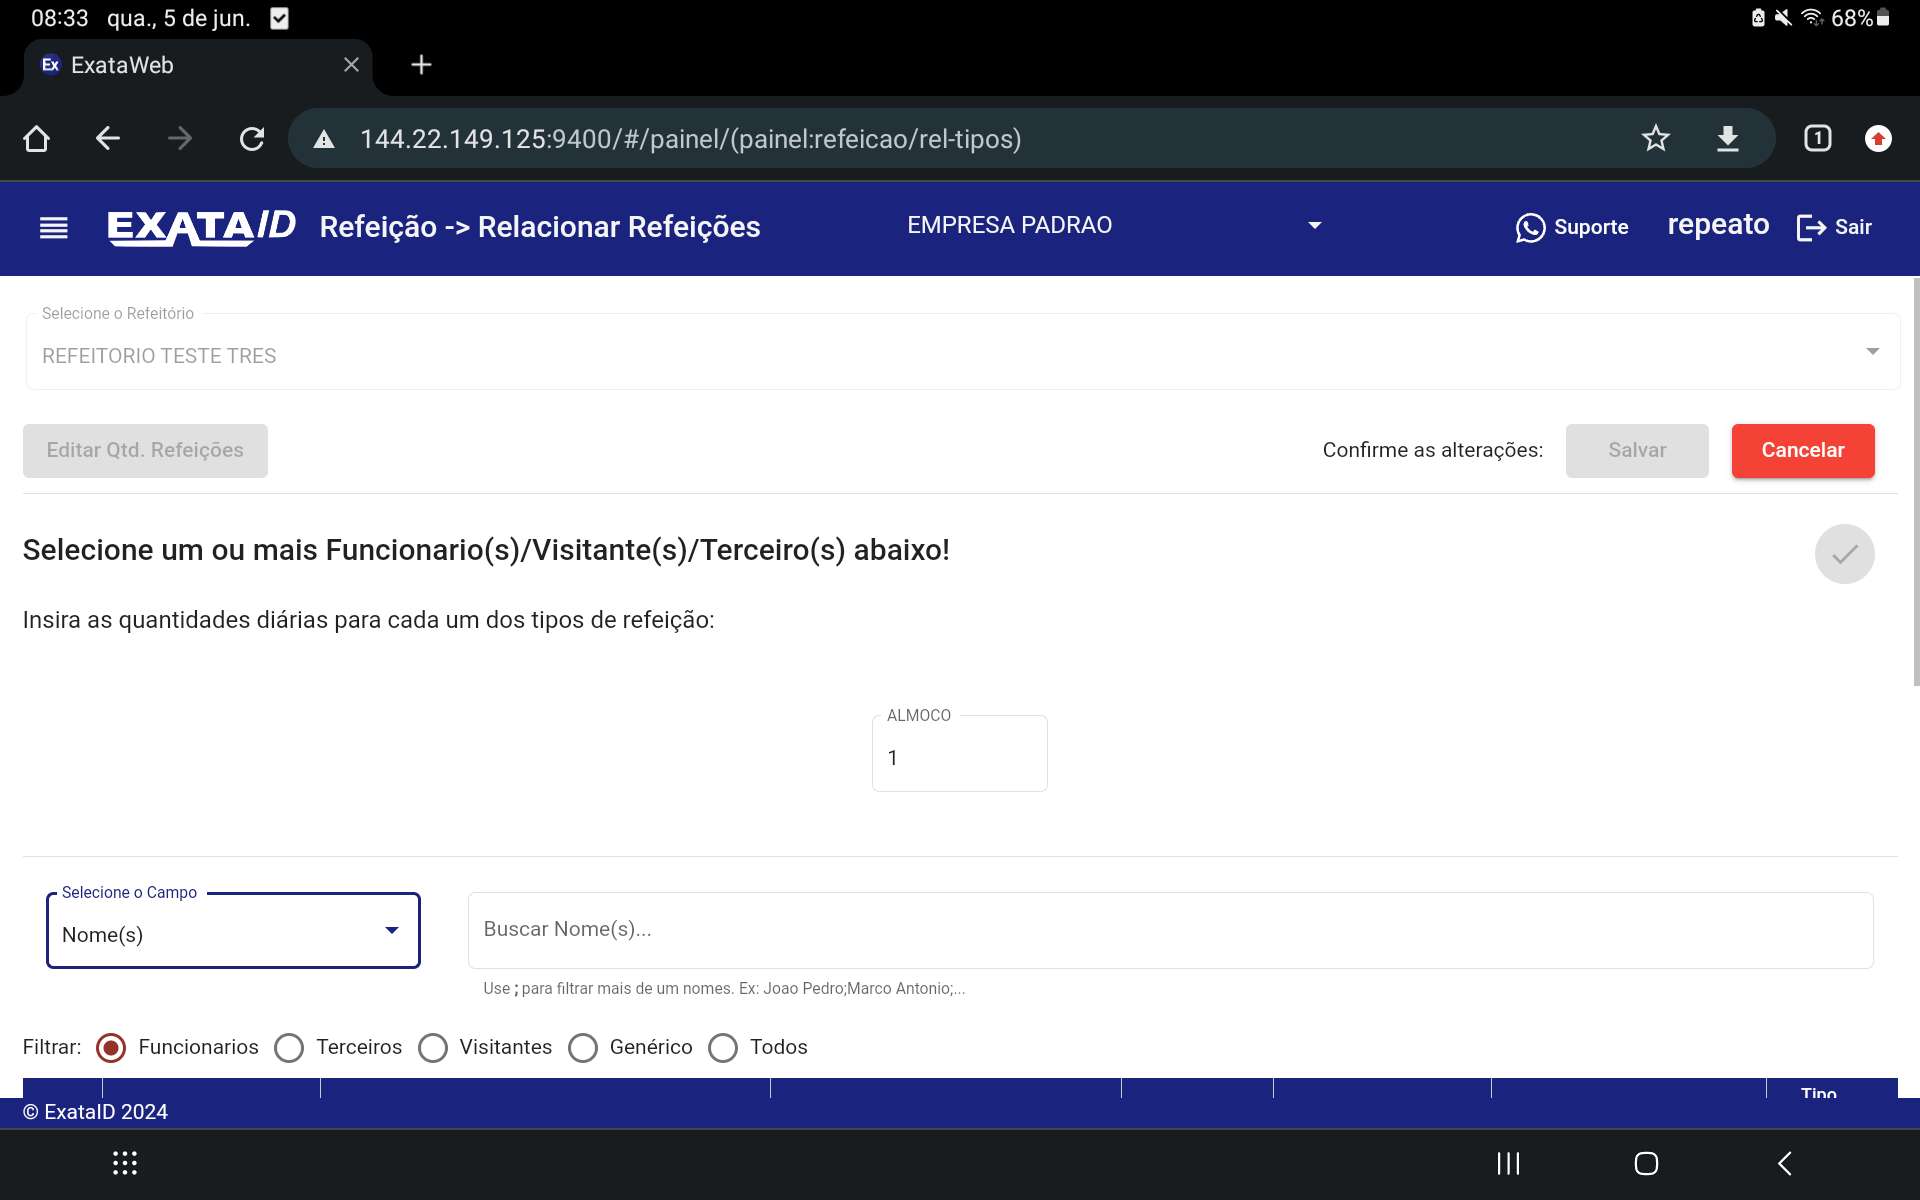 08:33 qua., 5 de jun. 68%
Ex ExataWeb
144.22.149.125:9400/#/painel/(painel:refeicao/rel-tipos) 1
EXATAID Refeição -> Relacionar Refeições EMPRESA PADRAO Suporte repeato Sair
Selecione o Refeitório
REFEITORIO TESTE TRES
Editar Qtd. Refeições Confirme as alterações: Salvar Cancelar
Selecione um ou mais Funcionario(s)/Visitante(s)/Terceiro(s) abaixo!
Insira as quantidades diárias para cada um dos tipos de refeição:
ALMOCO
1
Selecione o Campo
Nome(s) Buscar Nome(s)...
Use ; para filtrar mais de um nomes. Ex: Joao Pedro;Marco Antonio;...
Filtrar: Funcionarios Terceiros Visitantes Genérico Todos
Tipo
© ExataID 2024